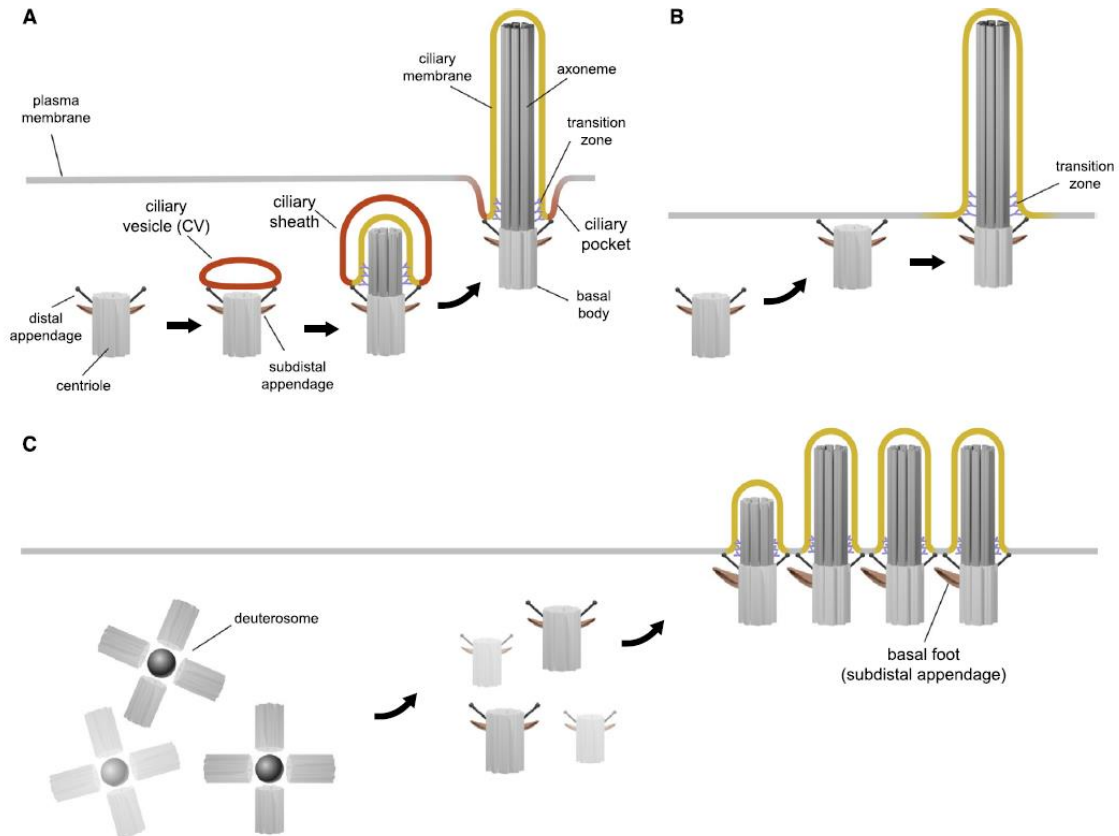 A
B
ciliary
membrane
axoneme
plasma
membrane
transition
zone
transition
zone
ciliary
vesicle (CV)
ciliary
sheath
ciliary
pocket
distal
appendage
basal
body
subdistal
appendage
centriole
C
deuterosome
basal foot
(subdistal appendage)